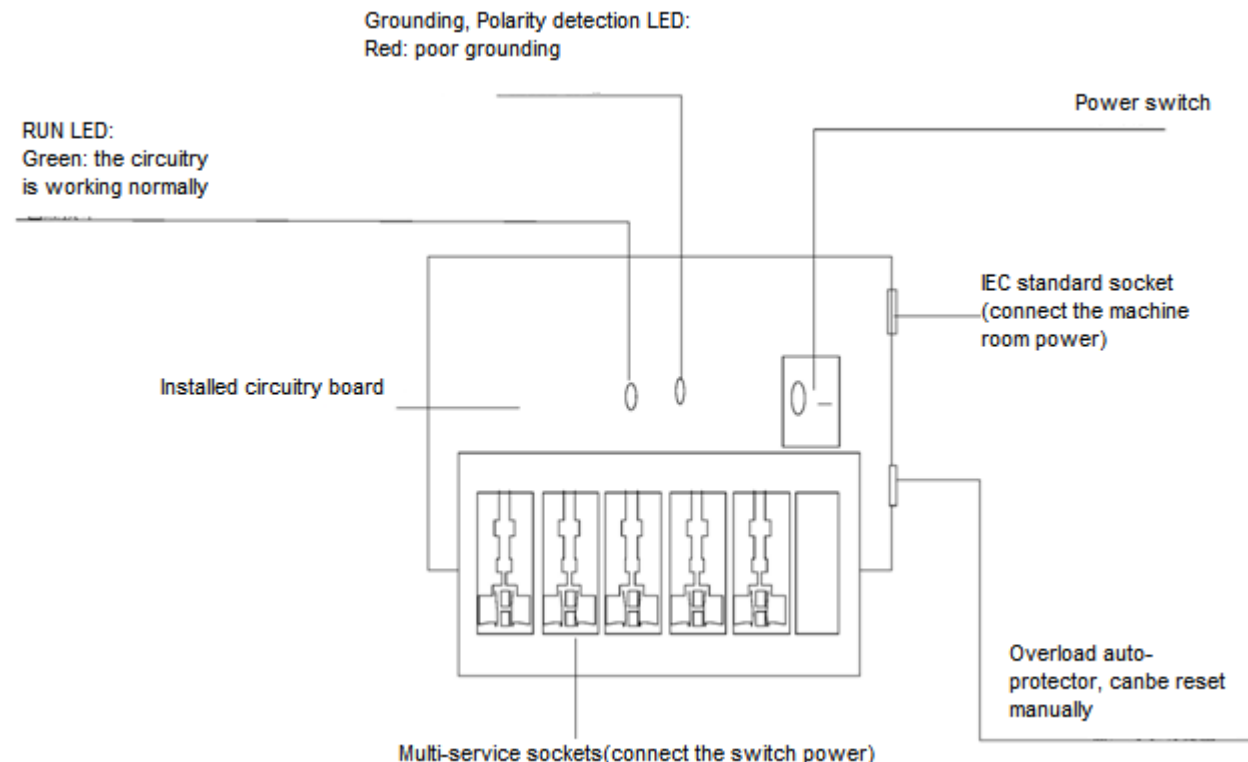 Grounding, Polarity detection LED:
Red: poor grounding
Power switch
RUN LED:
Green: the circuitry
is working normally
IEC standard socket
(connect the machine
room power)
Installed circuitry board
Overload auto-
protector, canbe reset
manually
Multi-service sockets(connect the switch power)